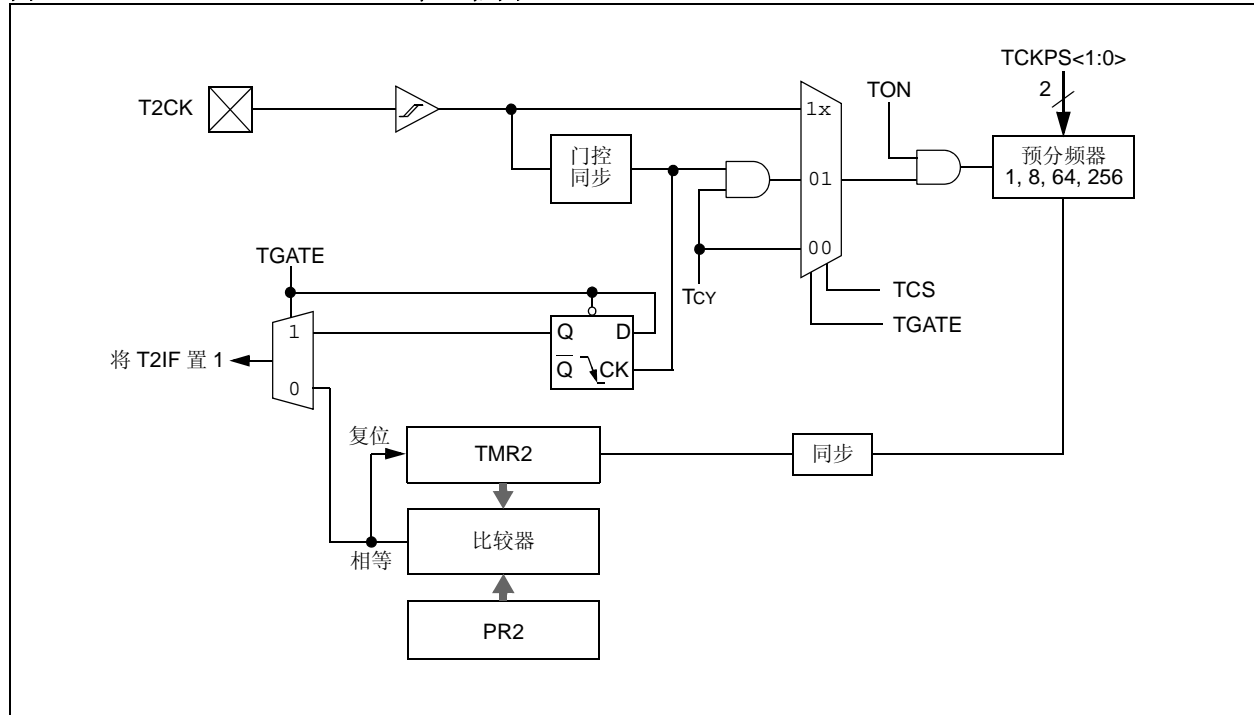 TCKPS<1:0>
2
T2CK
TON
1x
门控
同步
预分频器
1, 8, 64, 256
01
00
TGATE
TCY
TCS
TGATE
1
Q
D
将 T2IF 置 1
Q
CK
0
复位
TMR2
同步
比较器
相等
PR2